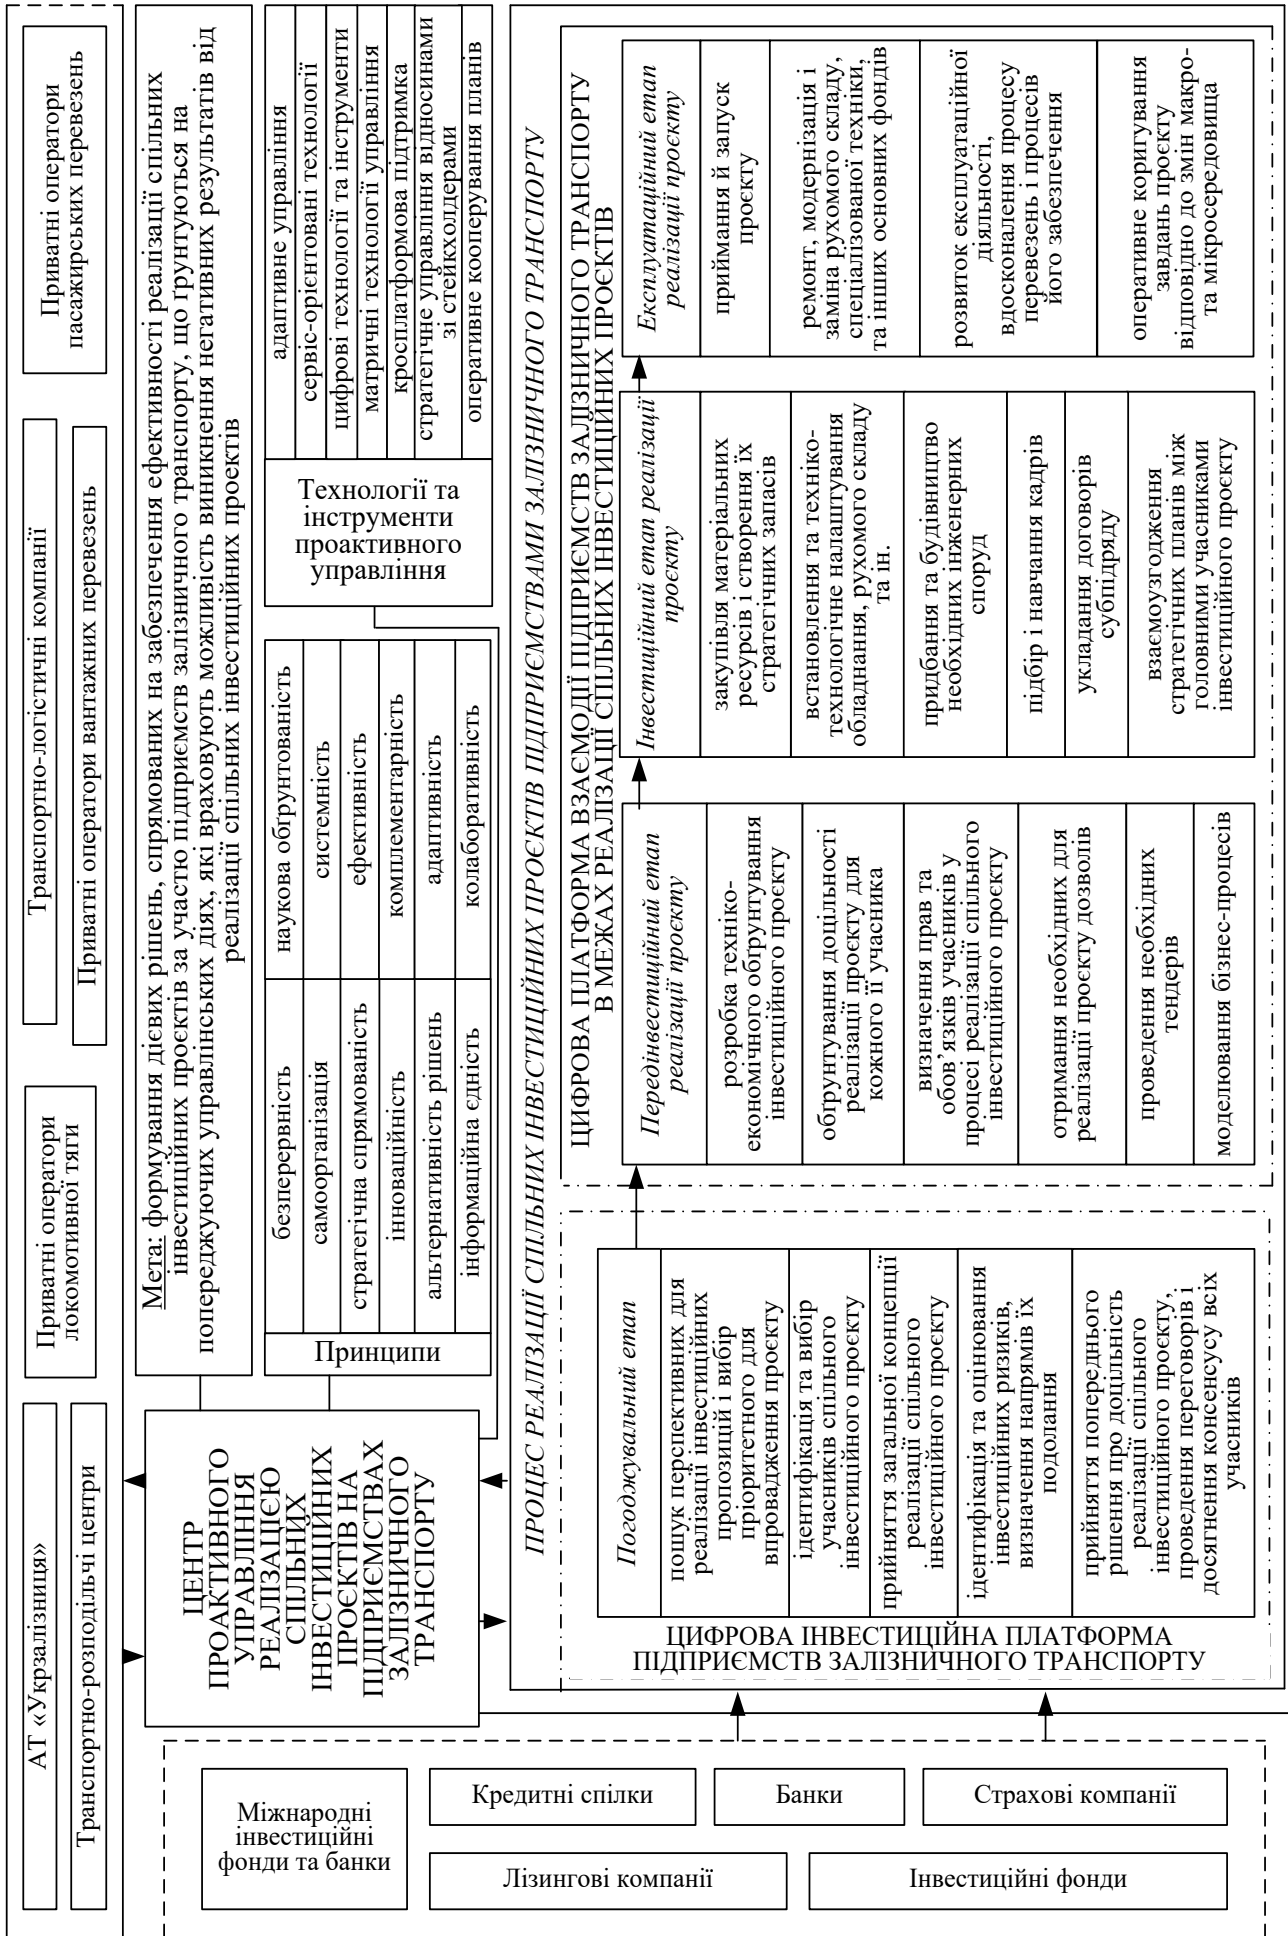 АТ «Укрзалізниця»
Транспортно-розподільчі центри
Приватні оператори
локомотивної тяги
Транспортно-логістичні компанії
Приватні оператори вантажних перевезень
Приватні оператори
пасажирських перевезень
ЦЕНТР
ПРОАКТИВНОГО
УПРАВЛІННЯ
РЕАЛІЗАЦІЄЮ
СПІЛЬНИХ
ІНВЕСТИЦІЙНИХ
ПРОЄКТІВ НА
ПІДПРИЄМСТВАХ
ЗАЛІЗНИЧНОГО
ТРАНСПОРТУ
Мета: формування дієвих рішень, спрямованих на забезпечення ефективності реалізації спільних
інвестиційних проєктів за участю підприємств залізничного транспорту, що ґрунтуються на
попереджуючих управлінських діях, які враховують можливість виникнення негативних результатів від
реалізації спільних інвестиційних проектів
Принципи
безперервність
самоорганізація
стратегічна спрямованість
інноваційність
альтернативність рішень
інформаційна єдність
наукова обґрунтованість
системність
ефективність
комплементарність
адаптивність
колаборативність
Технології та
інструменти
проактивного
управління
адаптивне управління
сервіс-орієнтовані технології
цифрові технології та інструменти
матричні технології управління
кросплатформова підтримка
стратегічне управління відносинами
зі стейкхолдерами
оперативне кооперування планів
ПРОЦЕС РЕАЛІЗАЦІЇ СПІЛЬНИХ ІНВЕСТИЦІЙНИХ ПРОЄКТІВ ПІДПРИЄМСТВАМИ ЗАЛІЗНИЧНОГО ТРАНСПОРТУ
ЦИФРОВА ІНВЕСТИЦІЙНА ПЛАТФОРМА
ПІДПРИЄМСТВ ЗАЛІЗНИЧНОГО ТРАНСПОРТУ
Погоджувальний етап
пошук перспективних для
реалізації інвестиційних
пропозицій і вибір
пріоритетного для
впровадження проєкту
ідентифікація та вибір
учасників спільного
інвестиційного проєкту
прийняття загальної концепції
реалізації спільного
інвестиційного проєкту
ідентифікація та оцінювання
інвестиційних ризиків,
визначення напрямів їх
подолання
прийняття попереднього
рішення про доцільність
реалізації спільного
інвестиційного проєкту,
проведення переговорів і
досягнення консенсусу всіх
учасників
ЦИФРОВА ПЛАТФОРМА ВЗАЄМОДІЇ ПІДПРИЄМСТВ ЗАЛІЗНИЧНОГО ТРАНСПОРТУ
В МЕЖАХ РЕАЛІЗАЦІЇ СПІЛЬНИХ ІНВЕСТИЦІЙНИХ ПРОЄКТІВ
Передінвестиційний етап
реалізації проєкту
розробка техніко-
економічного обґрунтування
інвестиційного проєкту
обґрунтування доцільності
реалізації проєкту для
кожного її учасника
визначення прав та
обов’язків учасників у
процесі реалізації спільного
інвестиційного проєкту
отримання необхідних для
реалізації проєкту дозволів
проведення необхідних
тендерів
моделювання бізнес-процесів
Інвестиційний етап реалізації
проєкту
закупівля матеріальних
ресурсів і створення їх
стратегічних запасів
встановлення та техніко-
технологічне налаштування
обладнання, рухомого складу
та ін.
придбання та будівництво
необхідних інженерних
споруд
підбір і навчання кадрів
укладання договорів
субпідряду
взаємоузгодження
стратегічних планів між
головними учасниками
інвестиційного проєкту
Експлуатаційний етап
реалізації проєкту
приймання й запуск
проєкту
ремонт, модернізація і
заміна рухомого складу,
спеціалізованої техніки,
та інших основних фондів
розвиток експлуатаційної
діяльності,
вдосконалення процесу
перевезень і процесів
його забезпечення
оперативне коригування
завдань проєкту
відповідно до змін макро-
та мікросередовища
Міжнародні
інвестиційні
фонди та банки
Кредитні спілки
Банки
Страхові компанії
Лізингові компанії
Інвестиційні фонди